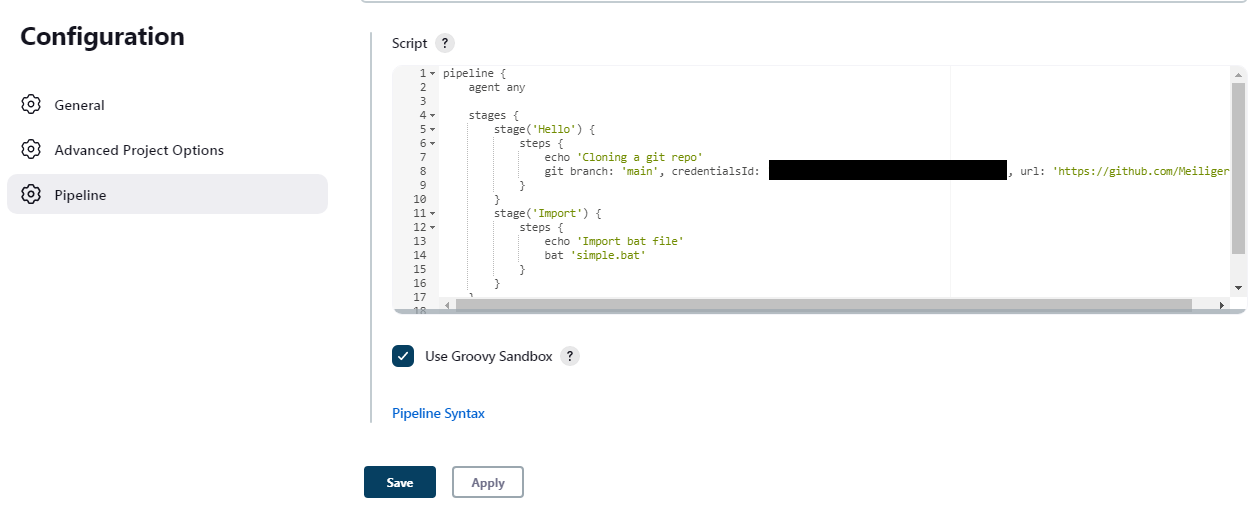 Configuration
General
Advanced Project Options
Pipeline
Script ?
1 pipeline {
2 agent any
3
4 stages {
5 stage('Hello') {
6 steps {
7 echo 'Cloning a git repo'
8 git branch: 'main', credentialsId: , url: 'https://github.com/Meiliger
9 }
10 }
11 stage('Import') {
12 steps {
13 echo 'Import bat file'
14 bat 'simple.bat'
15 }
16 }
17 }
18
Use Groovy Sandbox ?
Pipeline Syntax
Save Apply